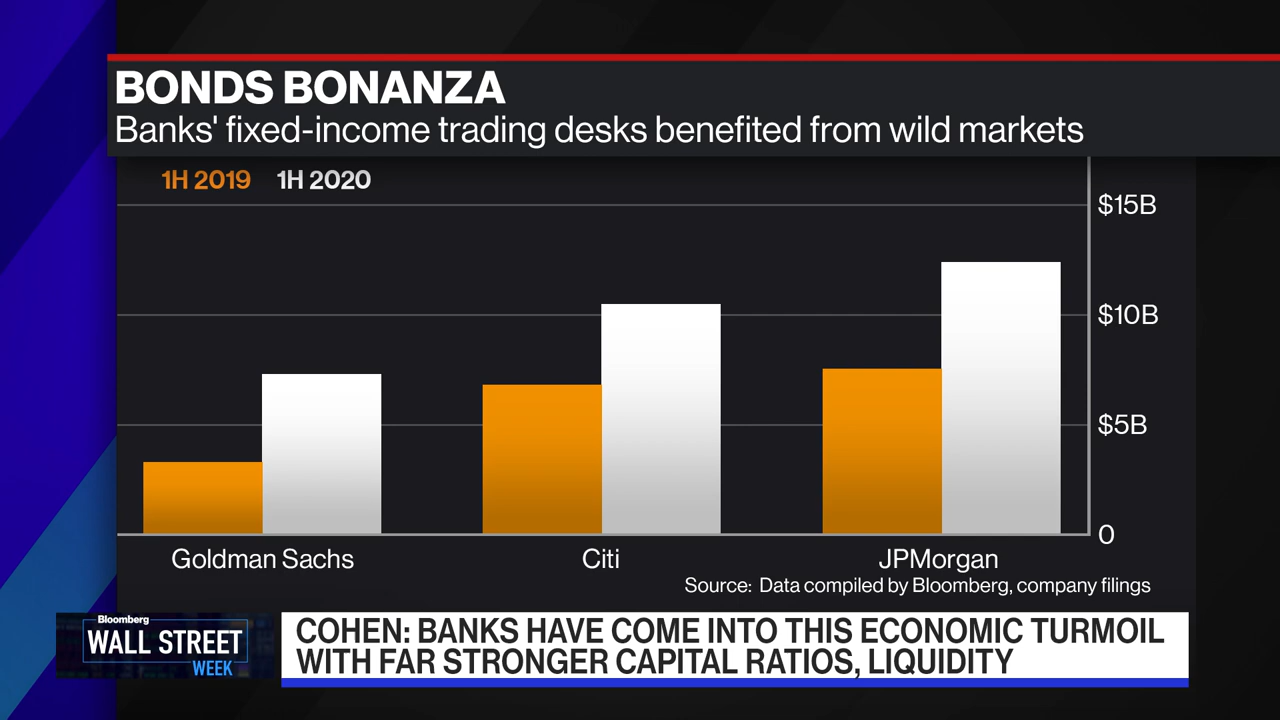 BONDS BONANZA
Banks' fixed-income trading desks benefited from wild markets
1H 2019 1H 2020
$15B
$10B
$5B
0
Goldman Sachs Citi JPMorgan
Source: Data compiled by Bloomberg, company filings
Bloomberg
WALL STREET
WEEK
COHEN: BANKS HAVE COME INTO THIS ECONOMIC TURMOIL
WITH FAR STRONGER CAPITAL RATIOS, LIQUIDITY